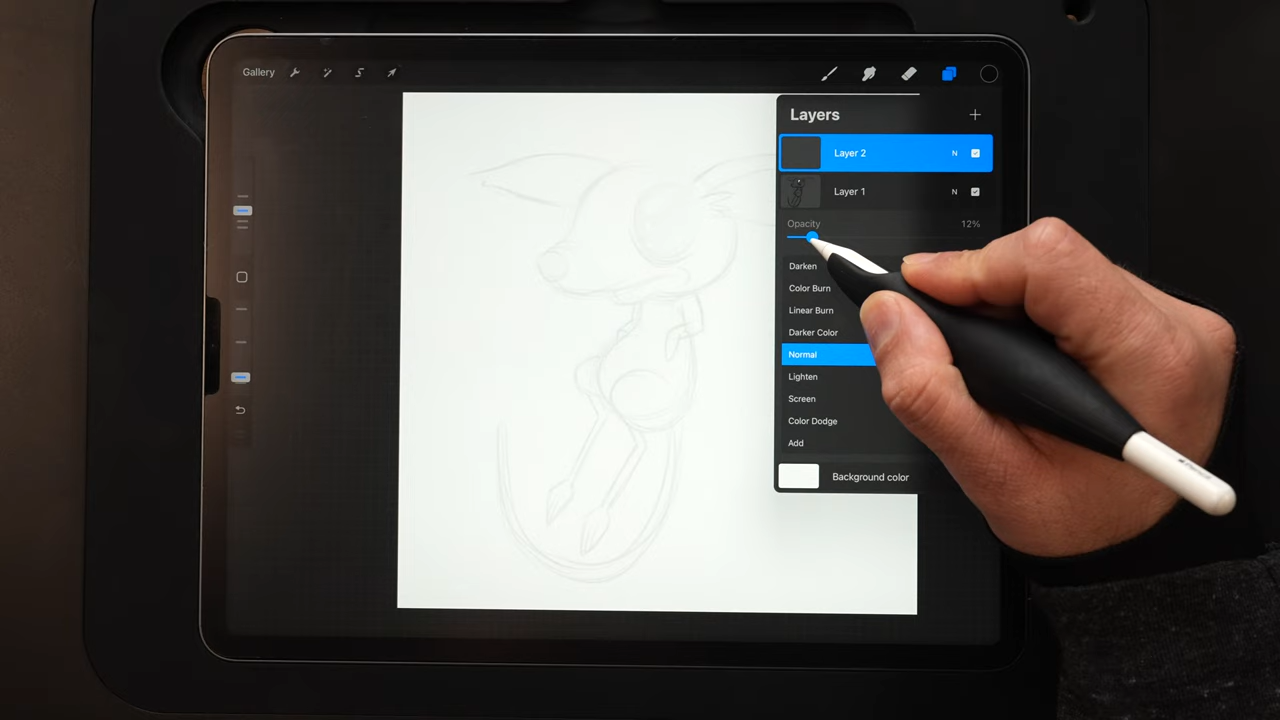 Gallery
Layers
Layer 2 N
Layer 1 N
Opacity 12%
Darken
Color Burn
Linear Burn
Darker Color
Normal
Lighten
Screen
Color Dodge
Add
Background color